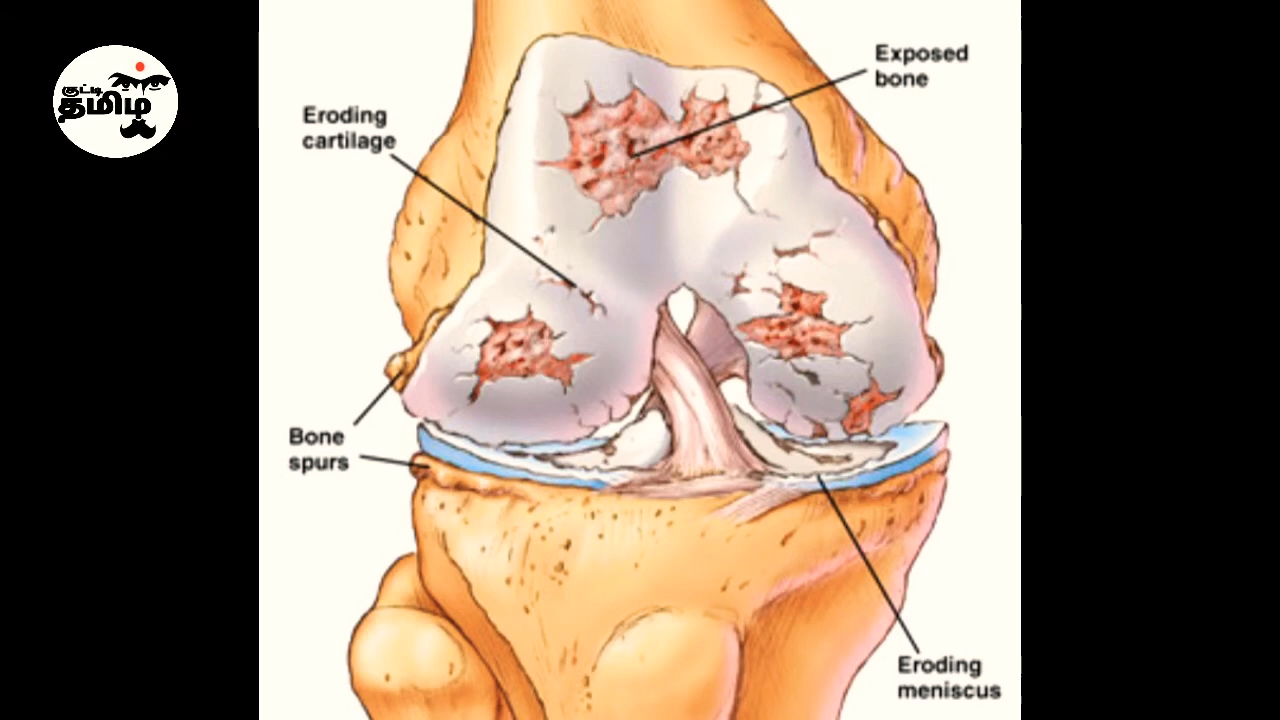 குட்டி
தமிழ்
Exposed
bone
Eroding
cartilage
Bone
spurs
Eroding
meniscus